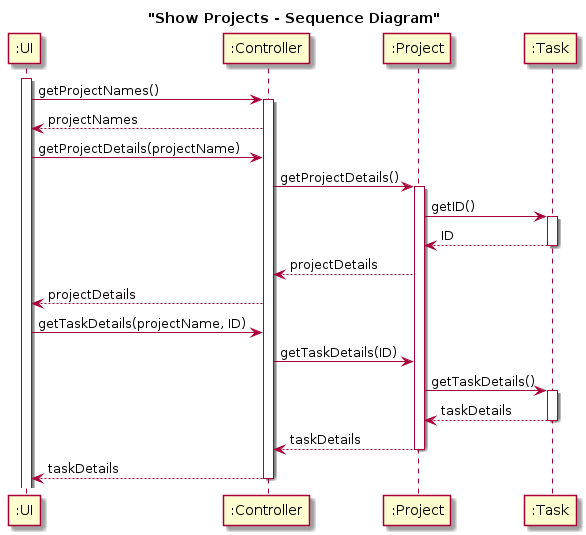 "Show Projects - Sequence Diagram"
:UI :Controller :Project :Task
getProjectNames()
projectNames
getProjectDetails(projectName)
getProjectDetails()
getID()
ID
projectDetails
projectDetails
getTaskDetails(projectName, ID)
getTaskDetails(ID)
getTaskDetails()
taskDetails
taskDetails
taskDetails
:UI :Controller :Project :Task